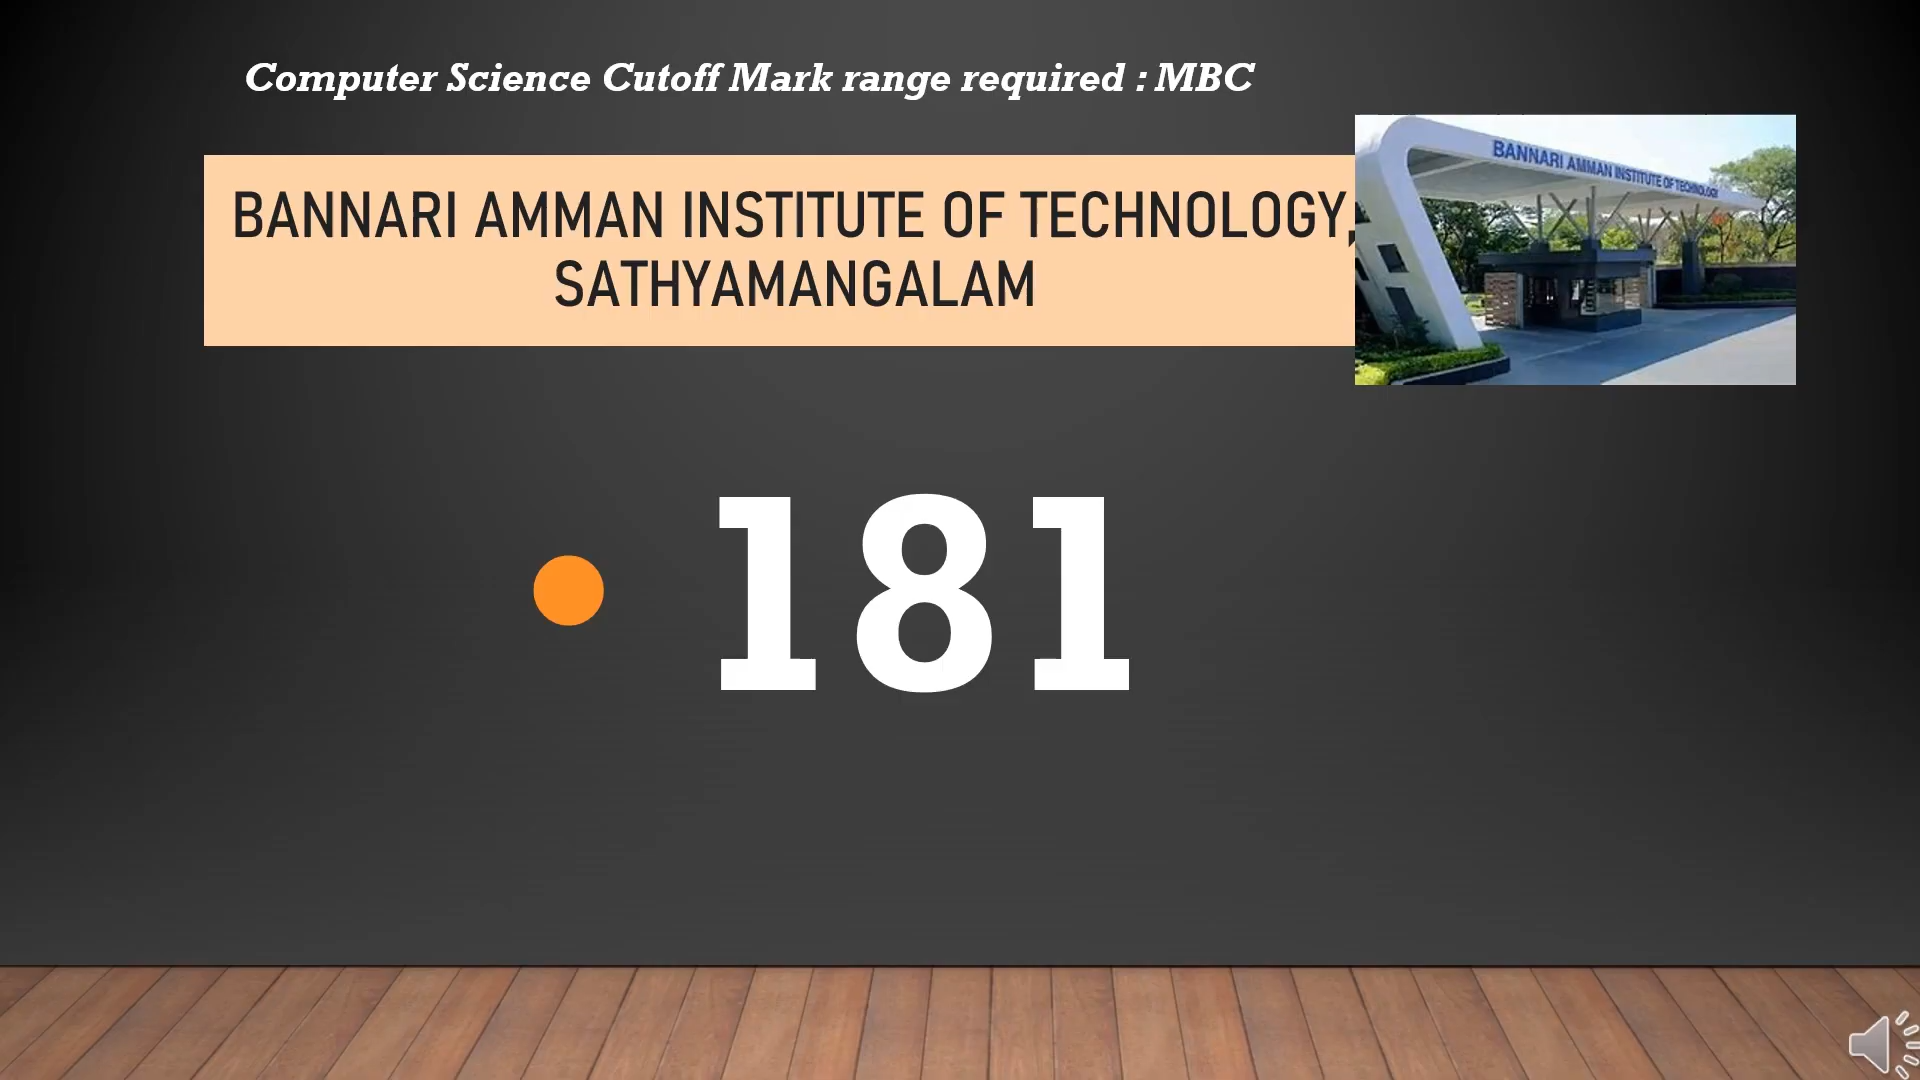 Computer Science Cutoff Mark range required : MBC
BANNARI AMMAN INSTITUTE OF TECHNOLOGY,
SATHYAMANGALAM
BANNARI AMMAN INSTITUTE OF TECHNOLOGY
181